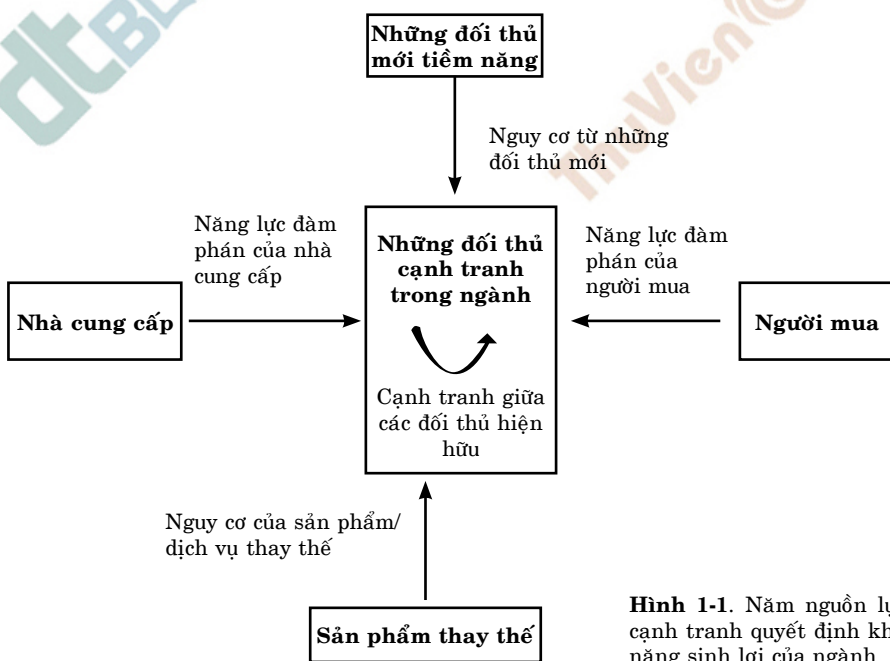 Những đối thủ
mới tiềm năng
Nguy cơ từ những
đối thủ mới
Năng lực đàm
phán của nhà
cung cấp
Những đối thủ
cạnh tranh
trong ngành
Năng lực đàm
phán của
người mua
Nhà cung cấp
Người mua
Cạnh tranh giữa
các đối thủ hiện
hữu
Nguy cơ của sản phẩm/
dịch vụ thay thế
Sản phẩm thay thế
Hình 1-1. Năm nguồn
cạnh tranh quyết định
năng sinh lợi của ngành
ThuVien